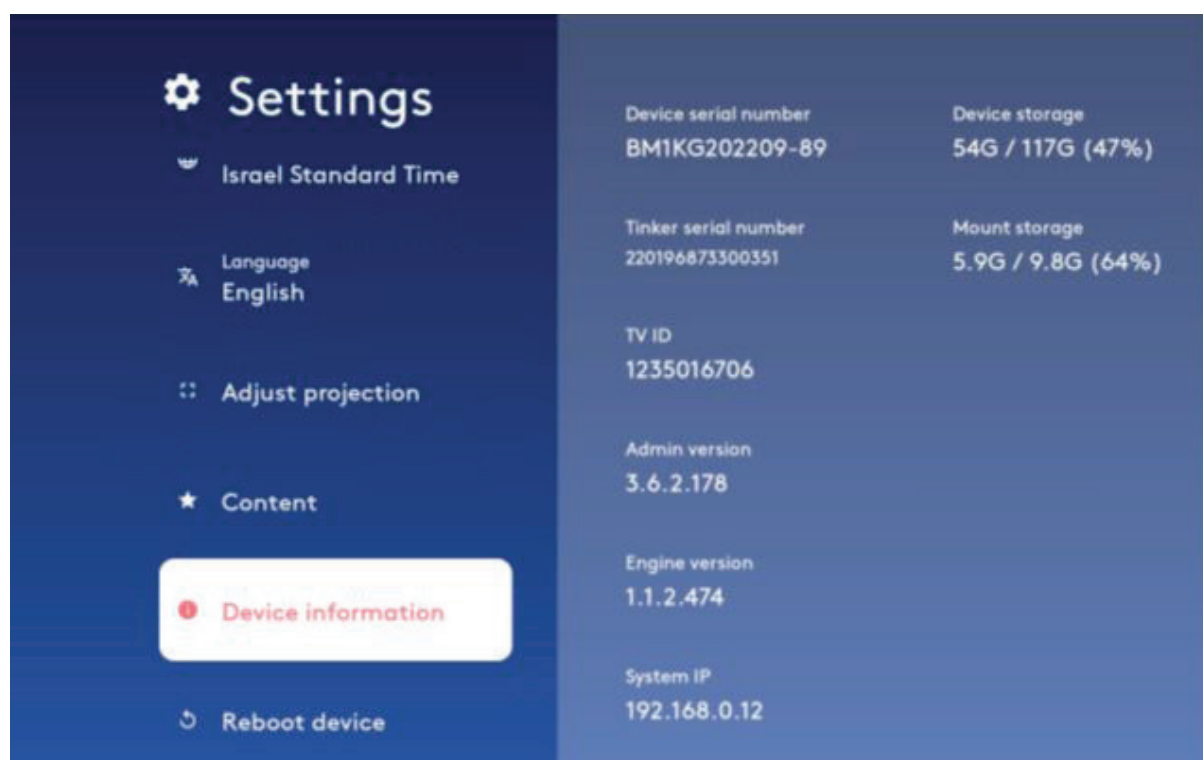 Settings
Israel Standard Time
Language
English
Adjust projection
Content
Device information
Reboot device
Device serial number
BM1KG202209-89
Device storage
54G / 117G (47%)
Tinker serial number
220196873300351
Mount storage
5.9G / 9.8G (64%)
TV ID
1235016706
Admin version
3.6.2.178
Engine version
1.1.2.474
System IP
192.168.0.12